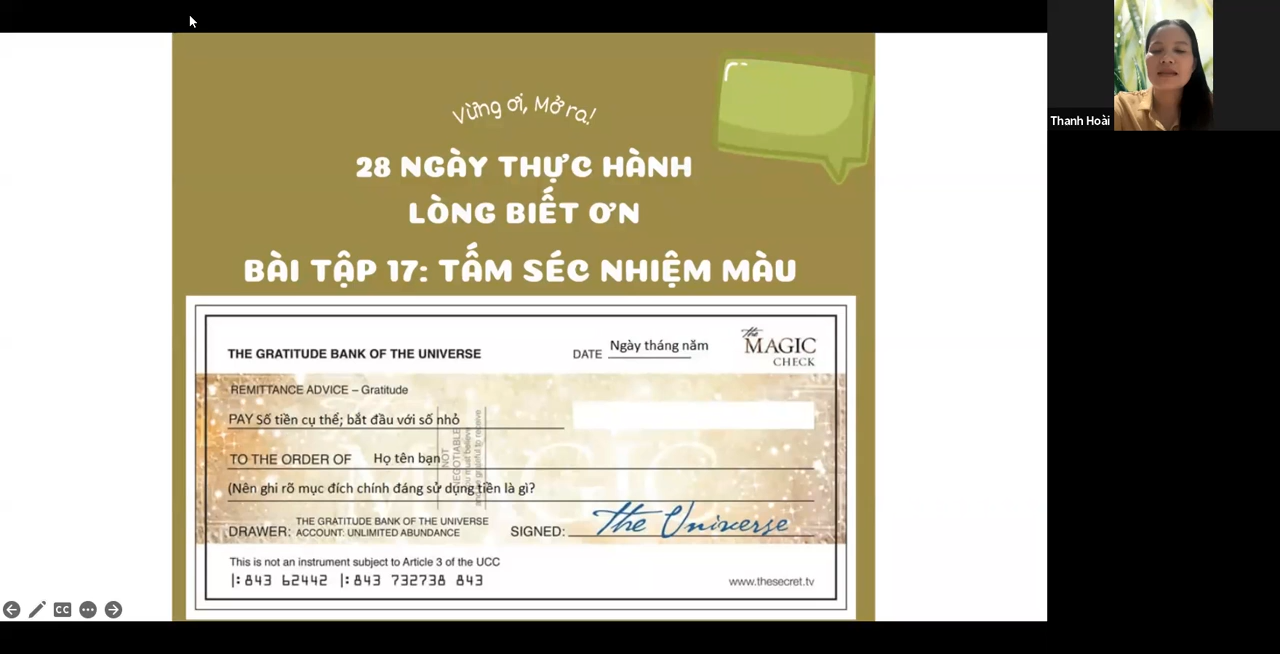 Vừng ơi, Mở ra!
28 NGÀY THỰC HÀNH
LÒNG BIẾT ƠN
BÀI TẬP 17: TẤM SÉC NHIỆM MÀU
THE GRATITUDE BANK OF THE UNIVERSE
DATE Ngày tháng năm
the MAGIC CHECK
REMITTANCE ADVICE – Gratitude
PAY Số tiền cụ thể; bắt đầu với số nhỏ
TO THE ORDER OF Họ tên bạn
NOT NEGOTIABLE
(Nên ghi rõ mục đích chính đáng sử dụng tiền là gì?
MAGIC
DRAWER: THE GRATITUDE BANK OF THE UNIVERSE
ACCOUNT: UNLIMITED ABUNDANCE
SIGNED: The Universe
This is not an instrument subject to Article 3 of the UCC
|: 843 62442 |: 843 732738 843
www.thesecret.tv
Thanh Hoài
CC